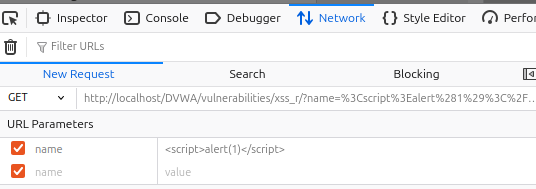 Inspector Console Debugger Network Style Editor Perfor
Filter URLs
New Request Search Blocking
GET http://localhost/DVWA/vulnerabilities/xss_r/?name=%3Cscript%3Ealert%281%29%3C%2F...
URL Parameters
name <script>alert(1)</script>
name value